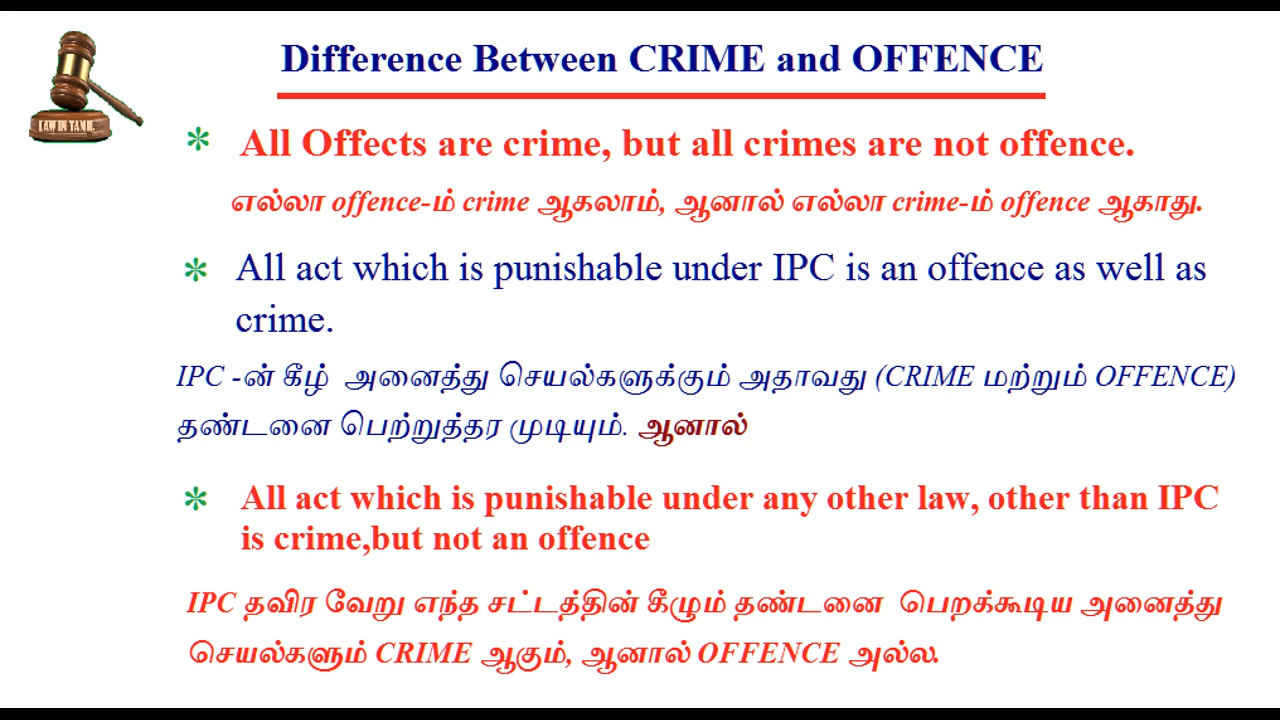 LAW IN TAMIL
Difference Between CRIME and OFFENCE
* All Offects are crime, but all crimes are not offence.
எல்லா offence-ம் crime ஆகலாம், ஆனால் எல்லா crime-ம் offence ஆகாது.
* All act which is punishable under IPC is an offence as well as
crime.
IPC -ன் கீழ் அனைத்து செயல்களுக்கும் அதாவது (CRIME மற்றும் OFFENCE)
தண்டனை பெற்றுத்தர முடியும். ஆனால்
* All act which is punishable under any other law, other than IPC
is crime,but not an offence
IPC தவிர வேறு எந்த சட்டத்தின் கீழும் தண்டனை பெறக்கூடிய அனைத்து
செயல்களும் CRIME ஆகும், ஆனால் OFFENCE அல்ல.